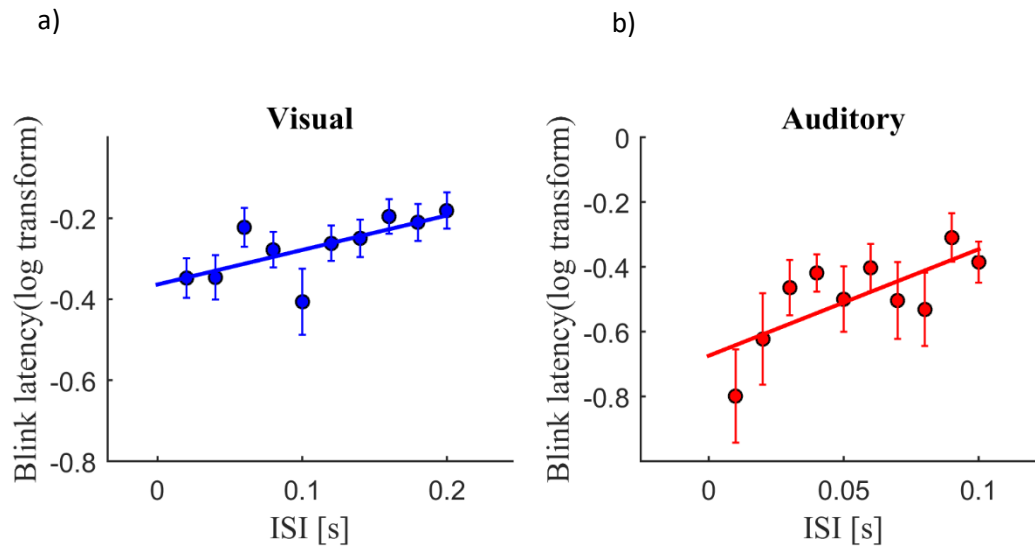 a)
b)
Visual
Blink latency(log transform)
-0.2
-0.4
-0.6
-0.8
0
0.1
0.2
ISI [s]
Auditory
Blink latency(log transform)
0
-0.2
-0.4
-0.6
-0.8
0
0.05
0.1
ISI [s]